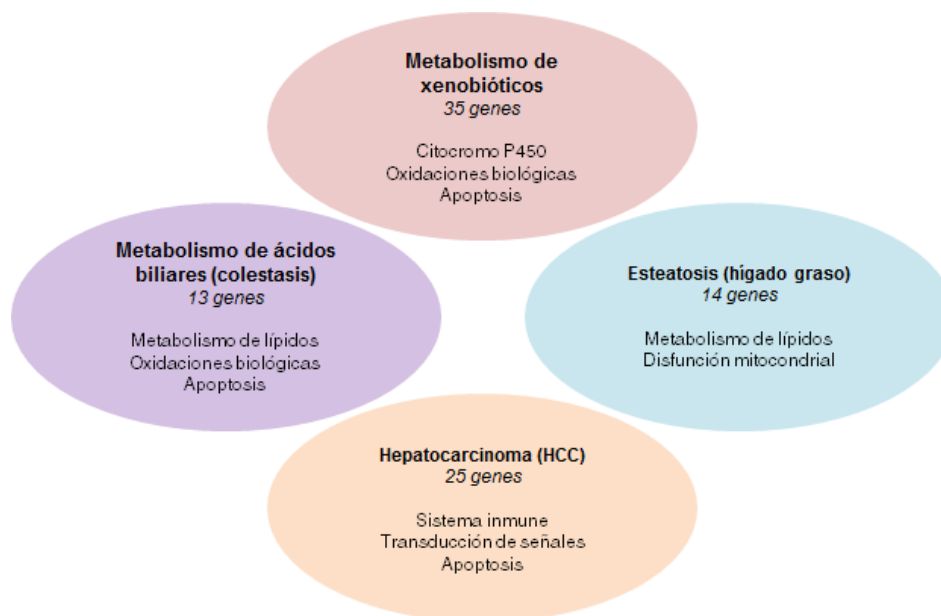 Metabolismo de
xenobióticos
35 genes
Citocromo P450
Oxidaciones biológicas
Apoptosis
Metabolismo de ácidos
biliares (colestasis)
13 genes
Metabolismo de lípidos
Oxidaciones biológicas
Apoptosis
Esteatosis (hígado graso)
14 genes
Metabolismo de lípidos
Disfunción mitocondrial
Hepatocarcinoma (HCC)
25 genes
Sistema inmune
Transducción de señales
Apoptosis